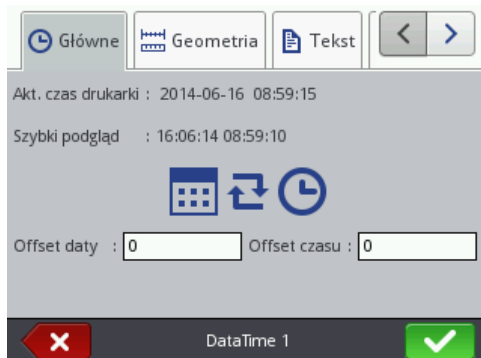 Główne Geometria Tekst
Akt. czas drukarki : 2014-06-16 08:59:15
Szybki podgląd : 16:06:14 08:59:10
Offset daty : 0 Offset czasu : 0
DataTime 1